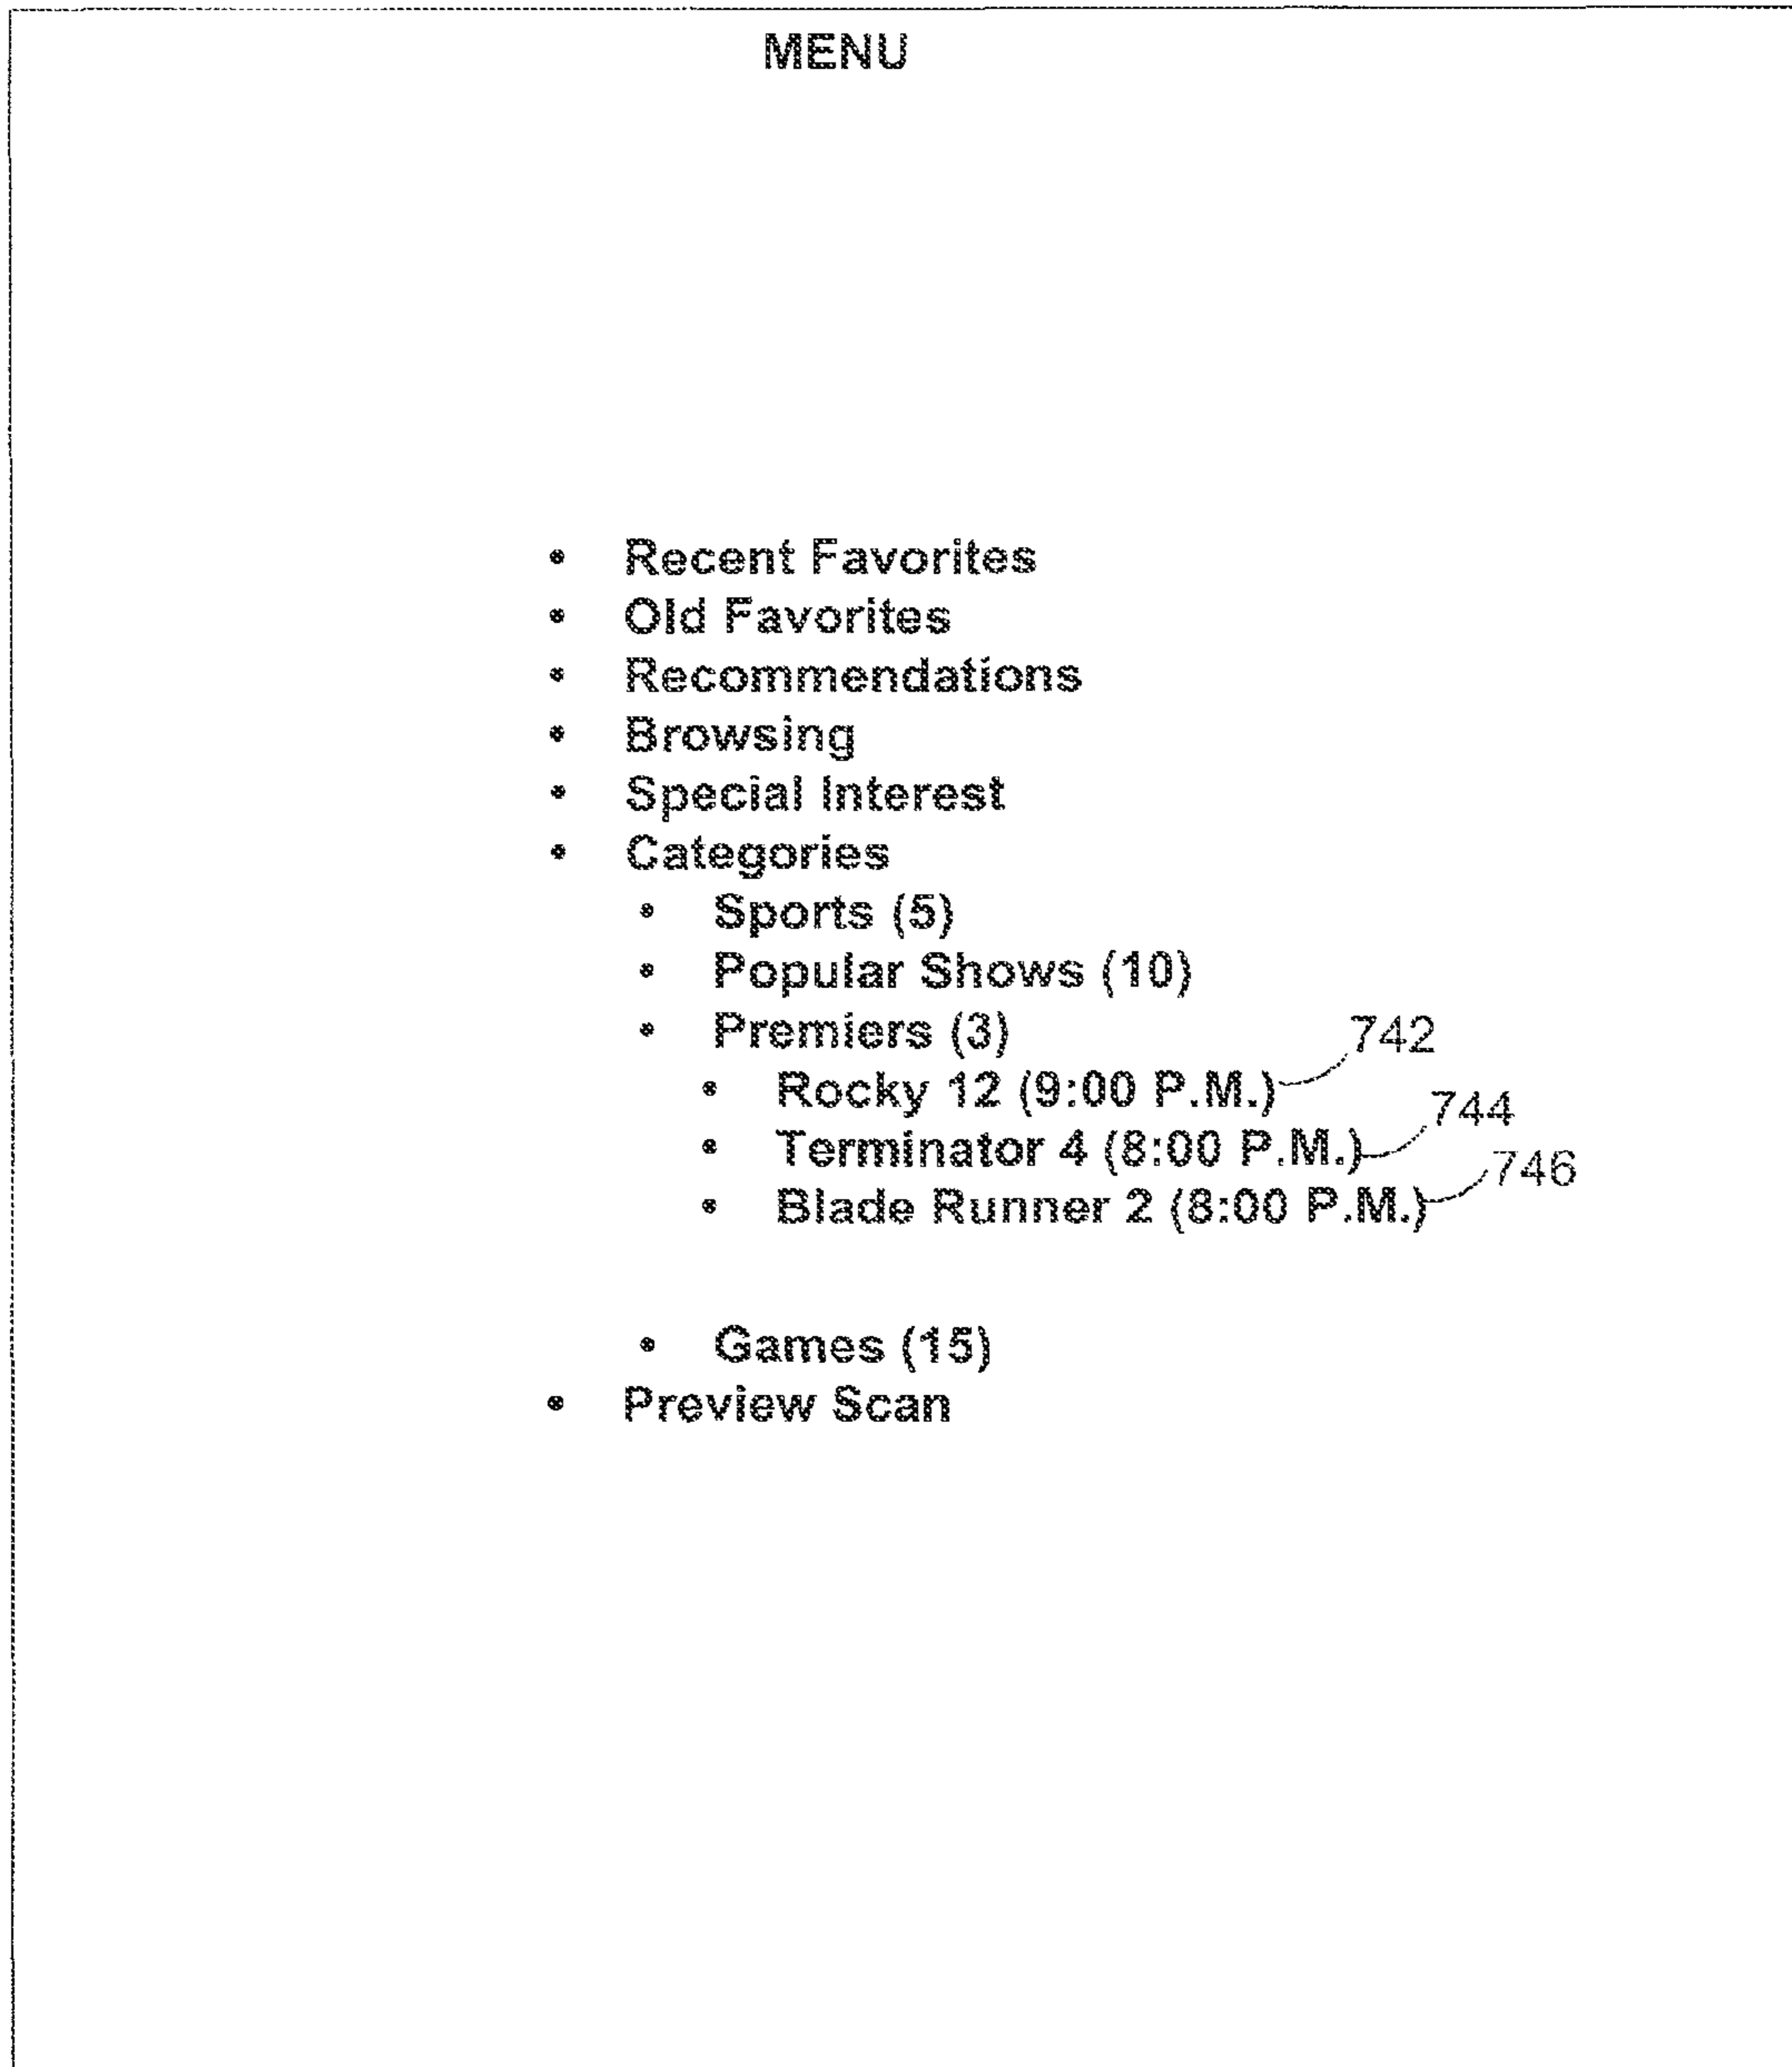 MENU
• Recent Favorites
• Old Favorites
• Recommendations
• Browsing
• Special Interest
• Categories
• Sports (5)
• Popular Shows (10)
• Premiers (3)
• Rocky 12 (9:00 P.M.) 742
• Terminator 4 (8:00 P.M.) 744
• Blade Runner 2 (8:00 P.M.) 746
• Games (15)
• Preview Scan